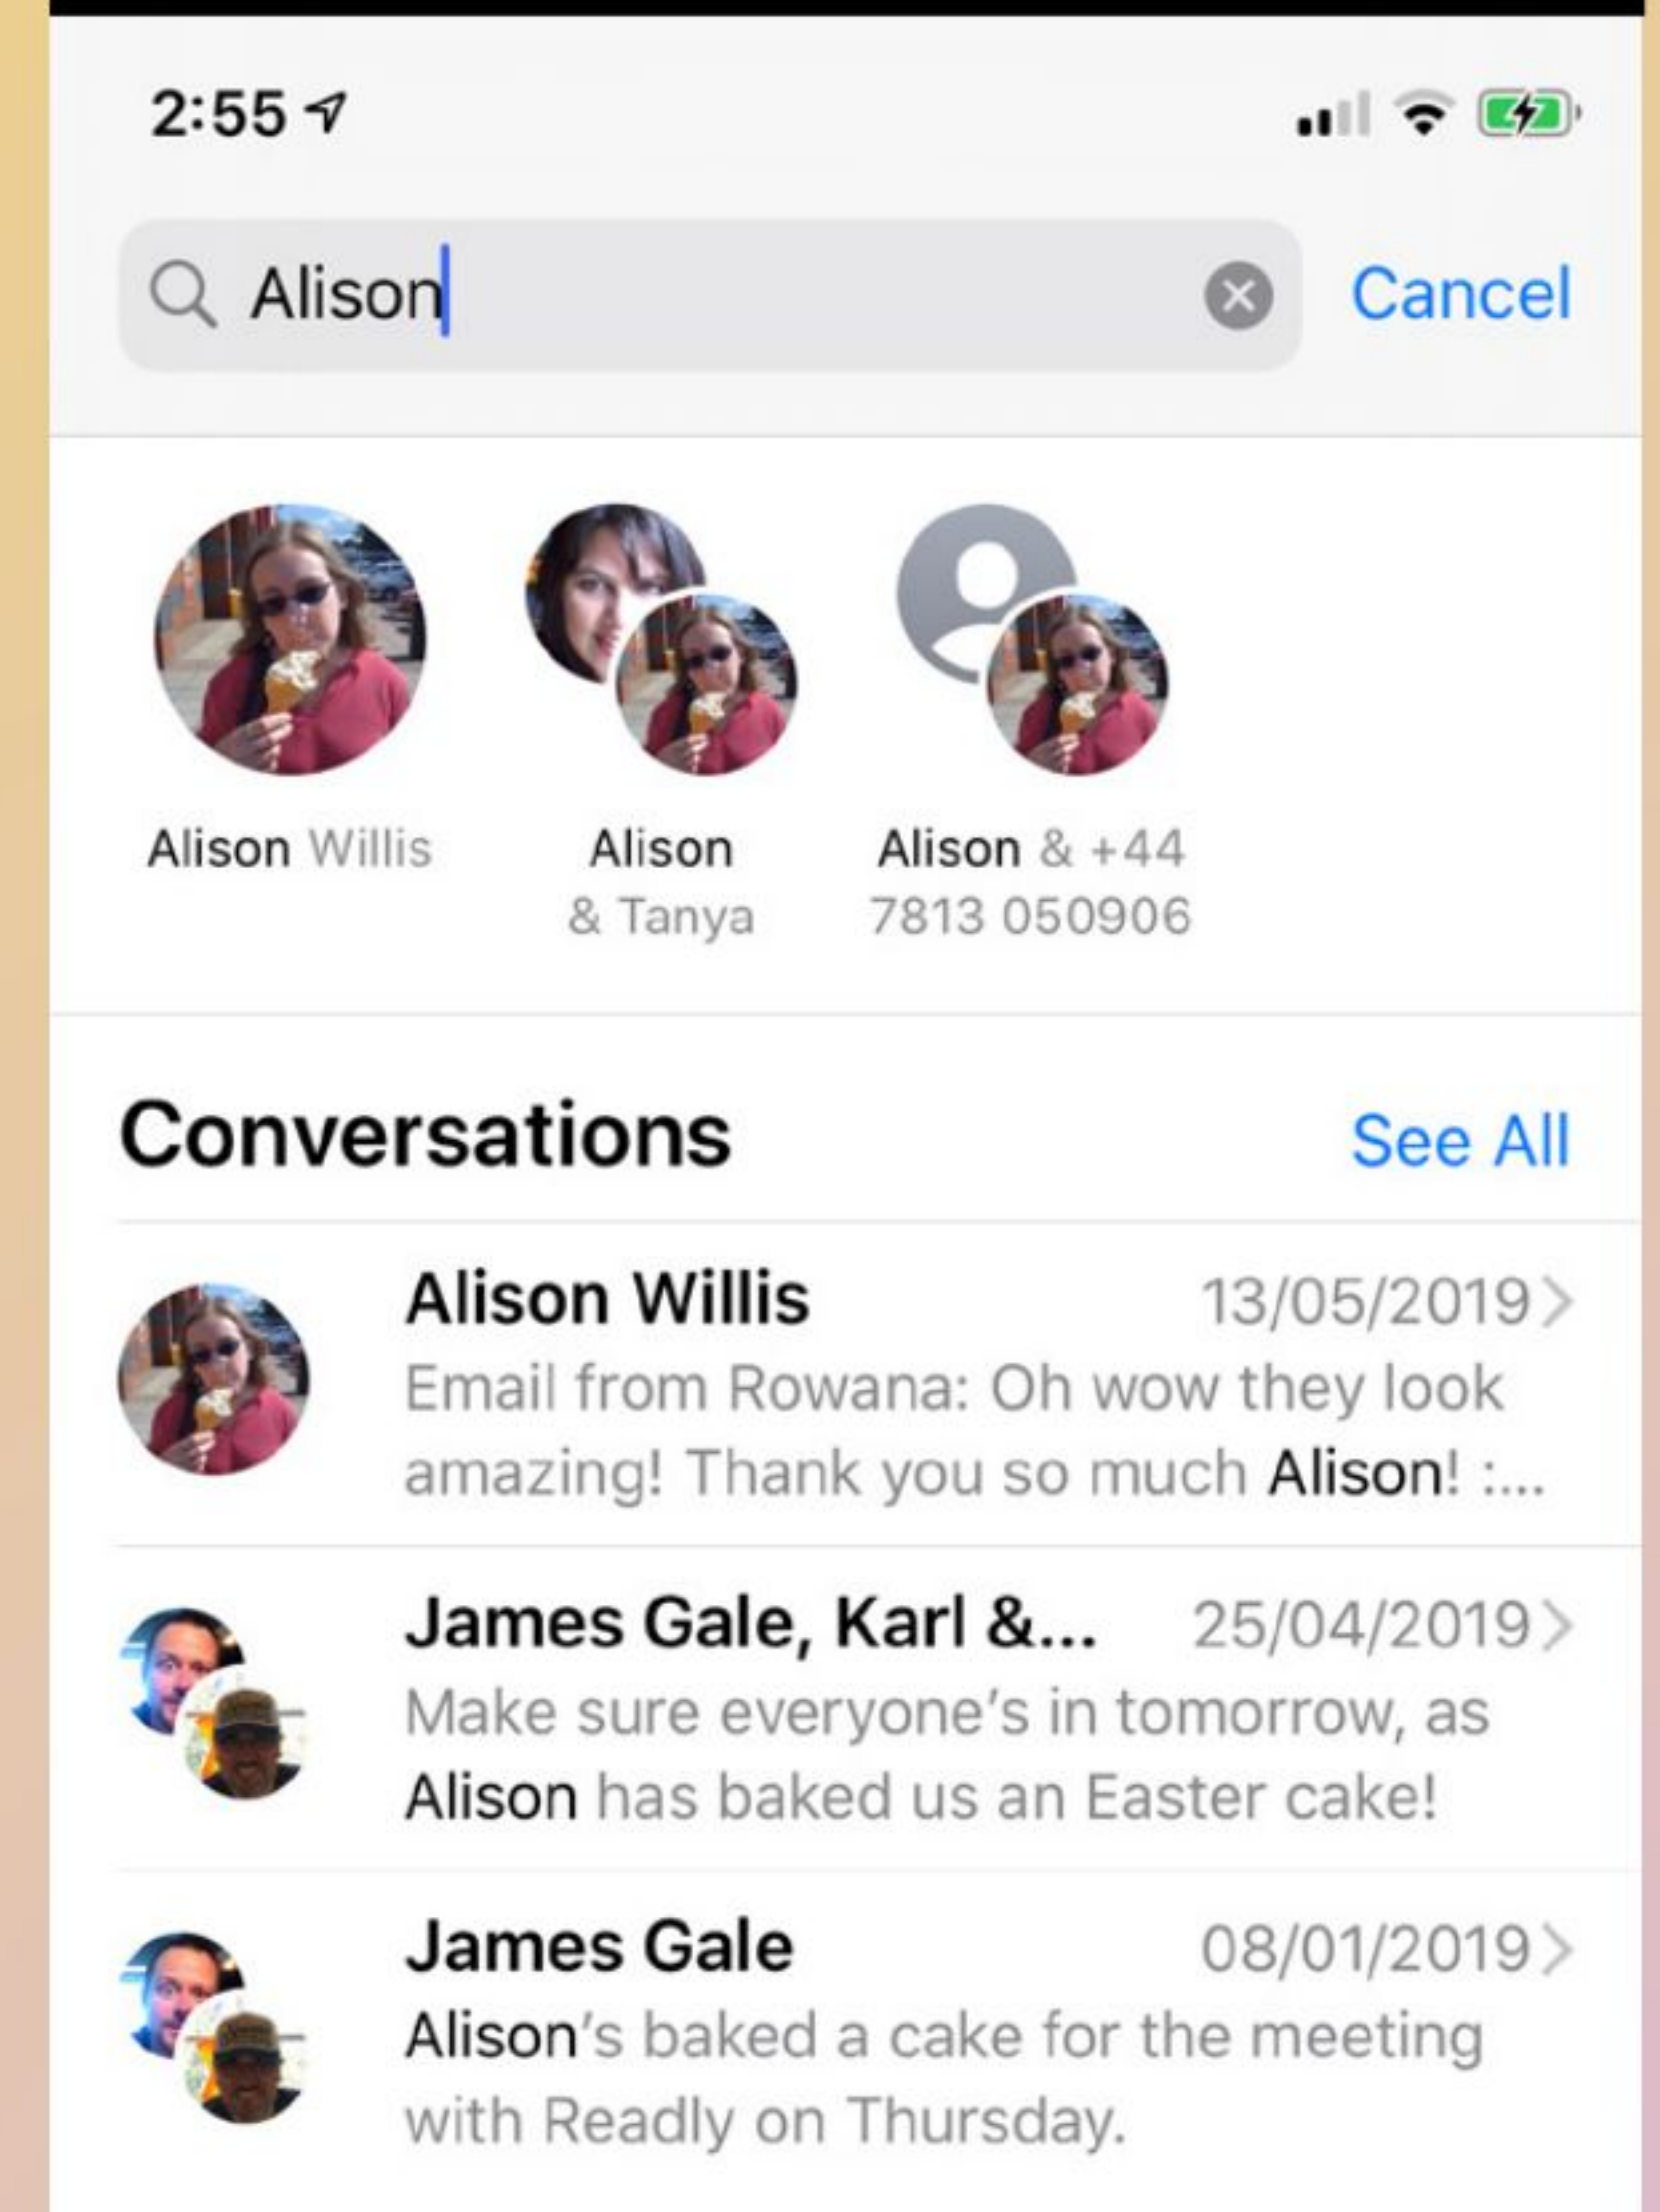 2:55
Alison
Cancel
Alison Willis
Alison
& Tanya
Alison & +44
7813 050906
Conversations
See All
Alison Willis
13/05/2019
Email from Rowana: Oh wow they look
amazing! Thank you so much Alison! :...
James Gale, Karl &...
25/04/2019
Make sure everyone’s in tomorrow, as
Alison has baked us an Easter cake!
James Gale
08/01/2019
Alison’s baked a cake for the meeting
with Readly on Thursday.